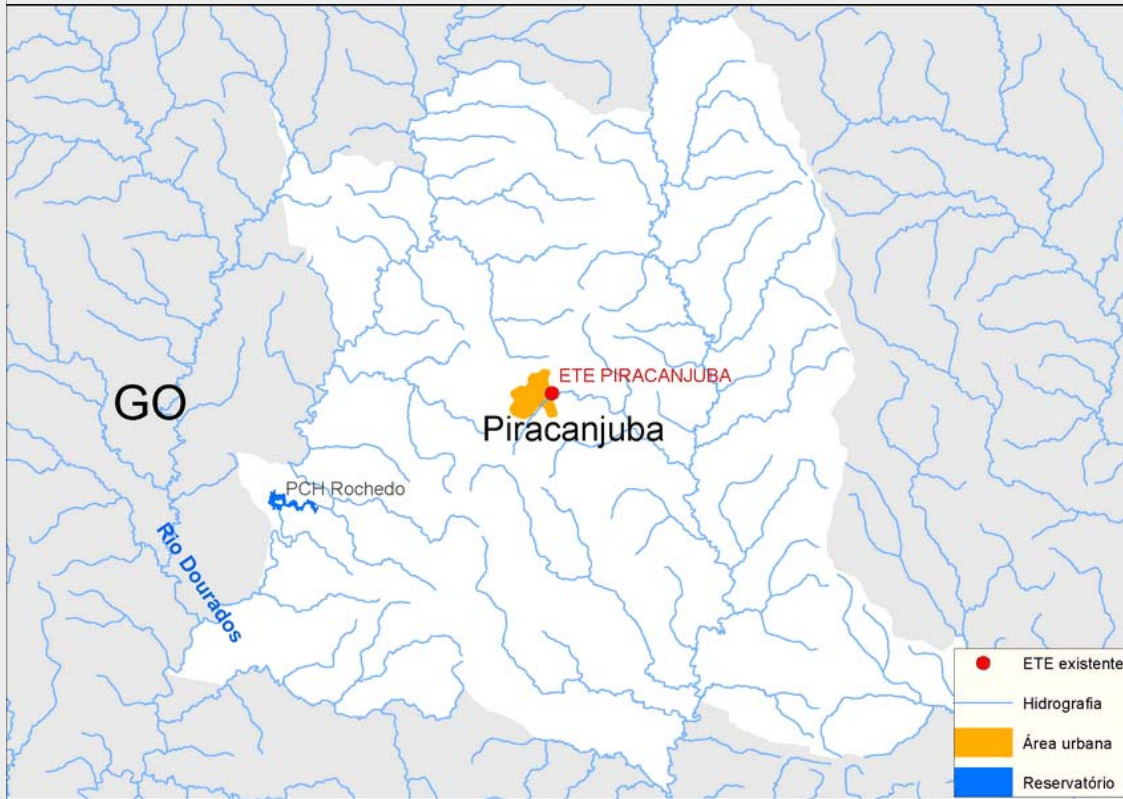 ETE PIRACANJUBA
GO
Piracanjuba
PCH Rochedo
Rio Dourados
ETE existente
Hidrografia
Área urbana
Reservatório